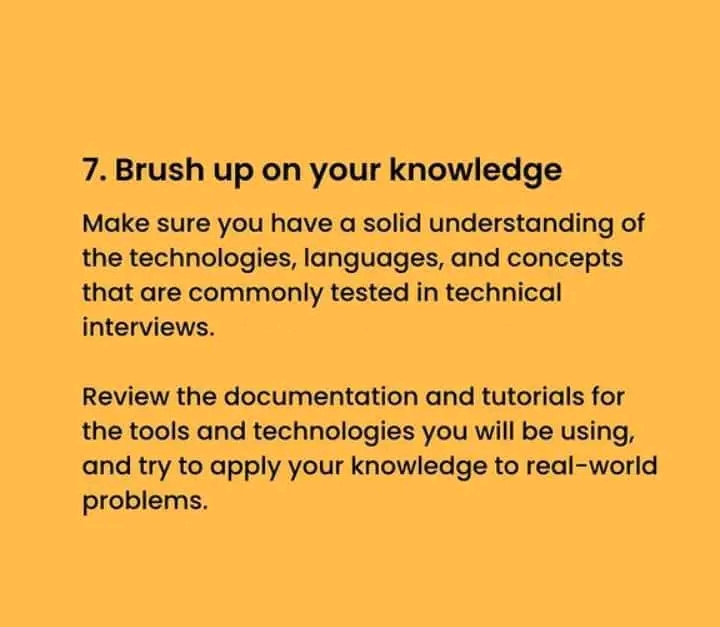 7. Brush up on your knowledge
Make sure you have a solid understanding of
the technologies, languages, and concepts
that are commonly tested in technical
interviews.
Review the documentation and tutorials for
the tools and technologies you will be using,
and try to apply your knowledge to real-world
problems.